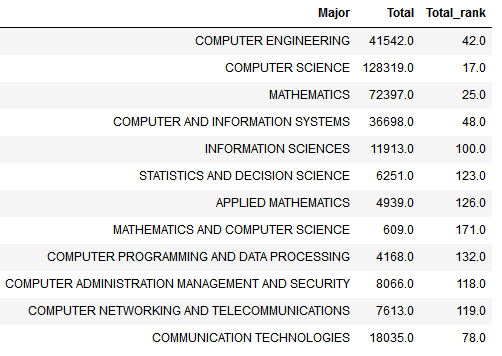 Major Total Total_rank
COMPUTER ENGINEERING 41542.0 42.0
COMPUTER SCIENCE 128319.0 17.0
MATHEMATICS 72397.0 25.0
COMPUTER AND INFORMATION SYSTEMS 36698.0 48.0
INFORMATION SCIENCES 11913.0 100.0
STATISTICS AND DECISION SCIENCE 6251.0 123.0
APPLIED MATHEMATICS 4939.0 126.0
MATHEMATICS AND COMPUTER SCIENCE 609.0 171.0
COMPUTER PROGRAMMING AND DATA PROCESSING 4168.0 132.0
COMPUTER ADMINISTRATION MANAGEMENT AND SECURITY 8066.0 118.0
COMPUTER NETWORKING AND TELECOMMUNICATIONS 7613.0 119.0
COMMUNICATION TECHNOLOGIES 18035.0 78.0